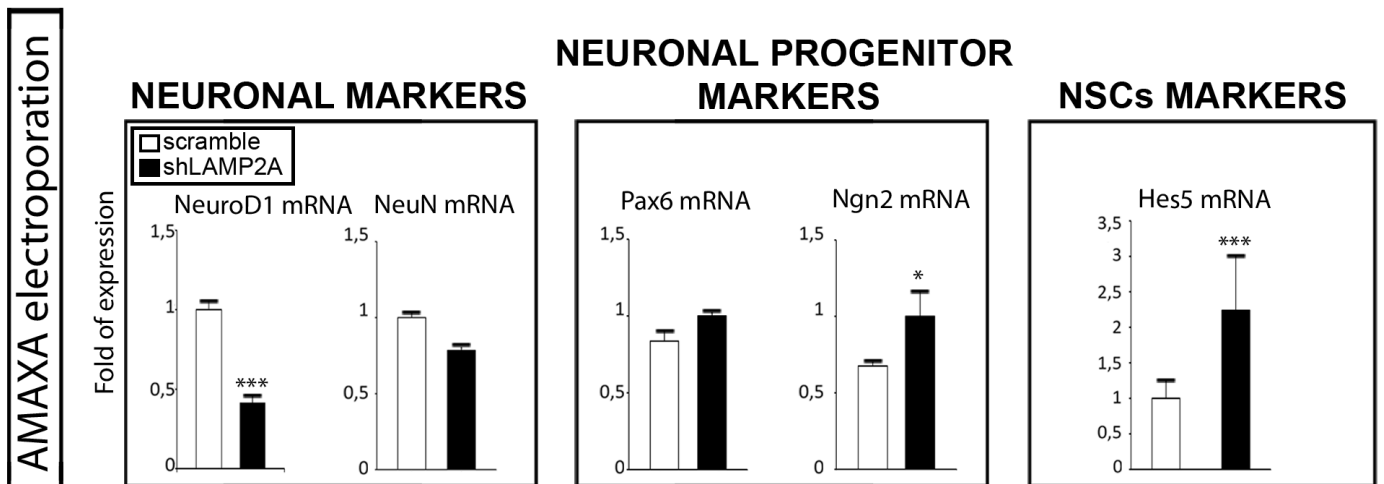 AMAXA electroporation
NEURONAL MARKERS
scramble
shLAMP2A
Fold of expression
NeuroD1 mRNA
1,5
1
0,5
0
***
NeuN mRNA
1,5
1
0,5
0
NEURONAL PROGENITOR
MARKERS
Pax6 mRNA
1,5
1
0,5
0
Ngn2 mRNA
1,5
1
0,5
0
*
NSCs MARKERS
Hes5 mRNA
3,5
3
2,5
2
1,5
1
0,5
0
***